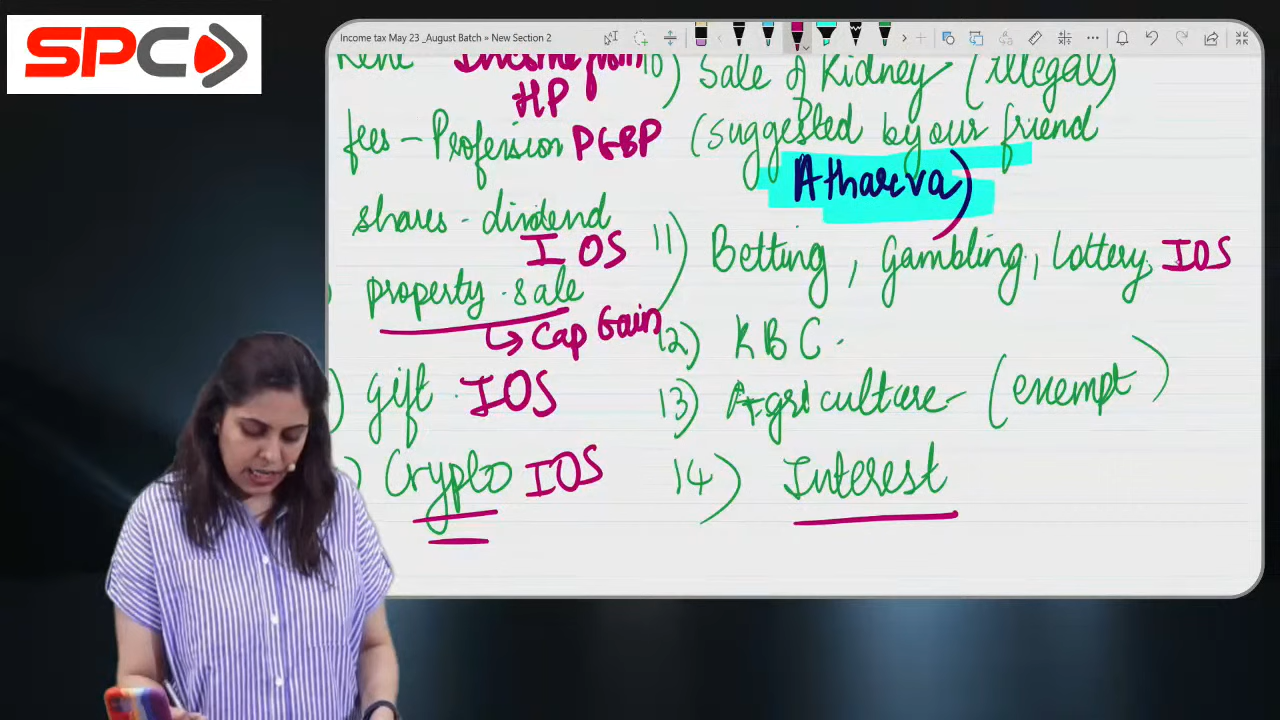 SPC
Income tax May 23 _August Batch » New Section 2
Rent Income from
HP
fees - Profession PGBP
shares - dividend
IOS
property sale
↳ Cap Gain
) gift IOS
) Crypto IOS
10) Sale of Kidney - (illegal)
(suggested by our friend
Athareva)
11) Betting, Gambling, lottery IOS
12) KBC.
13) Agriculture - (exempt)
14) Interest